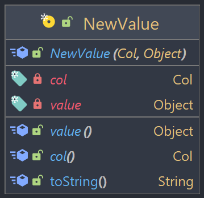 NewValue
NewValue (Col, Object)
col Col
value Object
value () Object
col() Col
toString() String